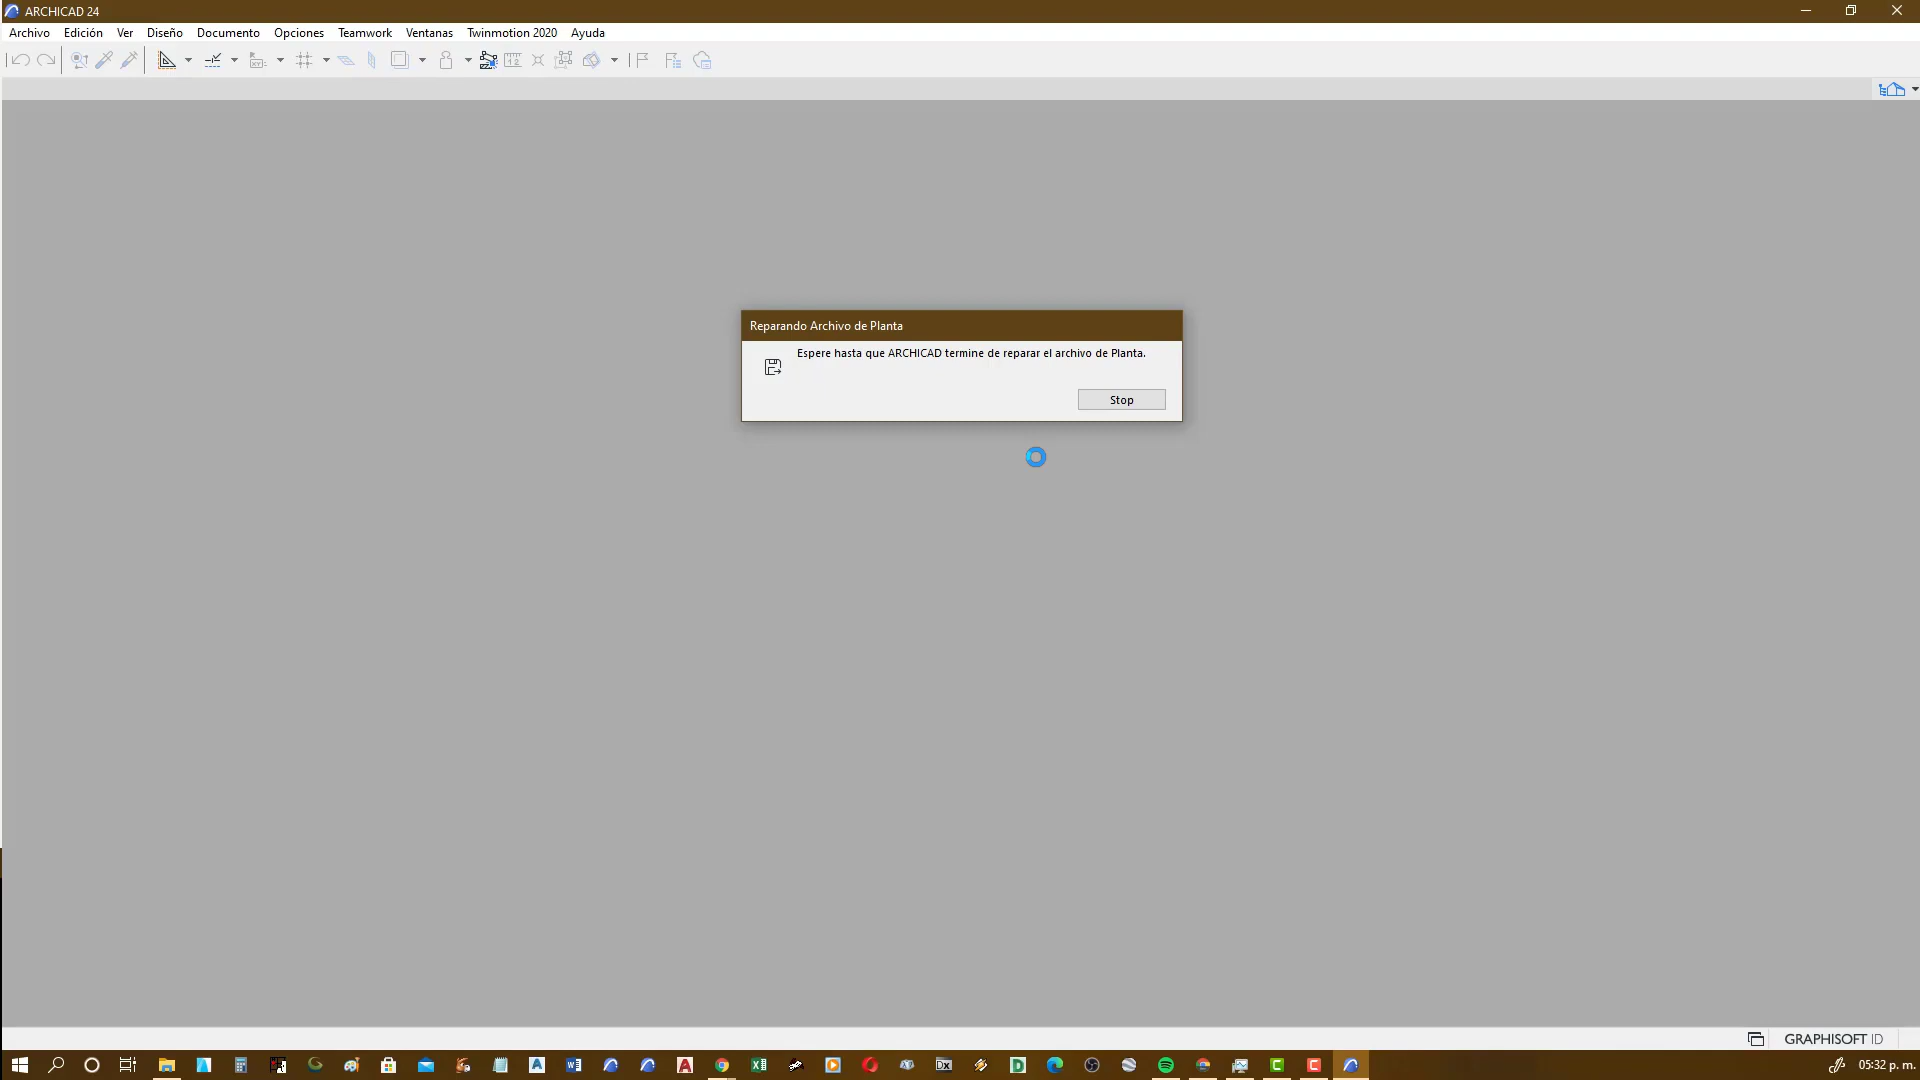 ARCHICAD 24
Archivo Edición Ver Diseño Documento Opciones Teamwork Ventanas Twinmotion 2020 Ayuda
Reparando Archivo de Planta
Espere hasta que ARCHICAD termine de reparar el archivo de Planta.
Stop
GRAPHISOFT ID
05:32 p. m.